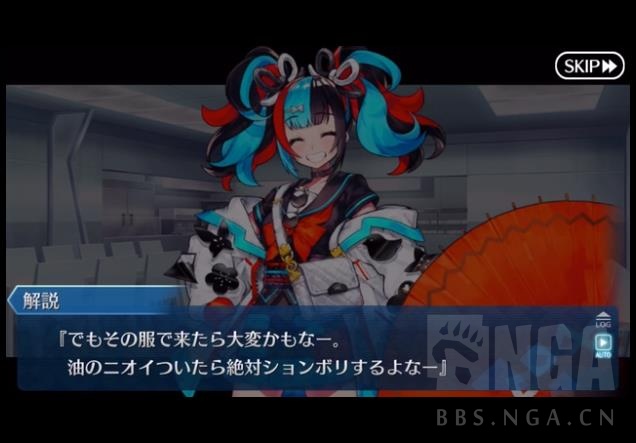 SKIP
解説
『でもその服で来たら大変かもなー。
油のニオイついたら絶対ションボリするよなー』
LOG
AUTO
NGA
BBS.NGA.CN